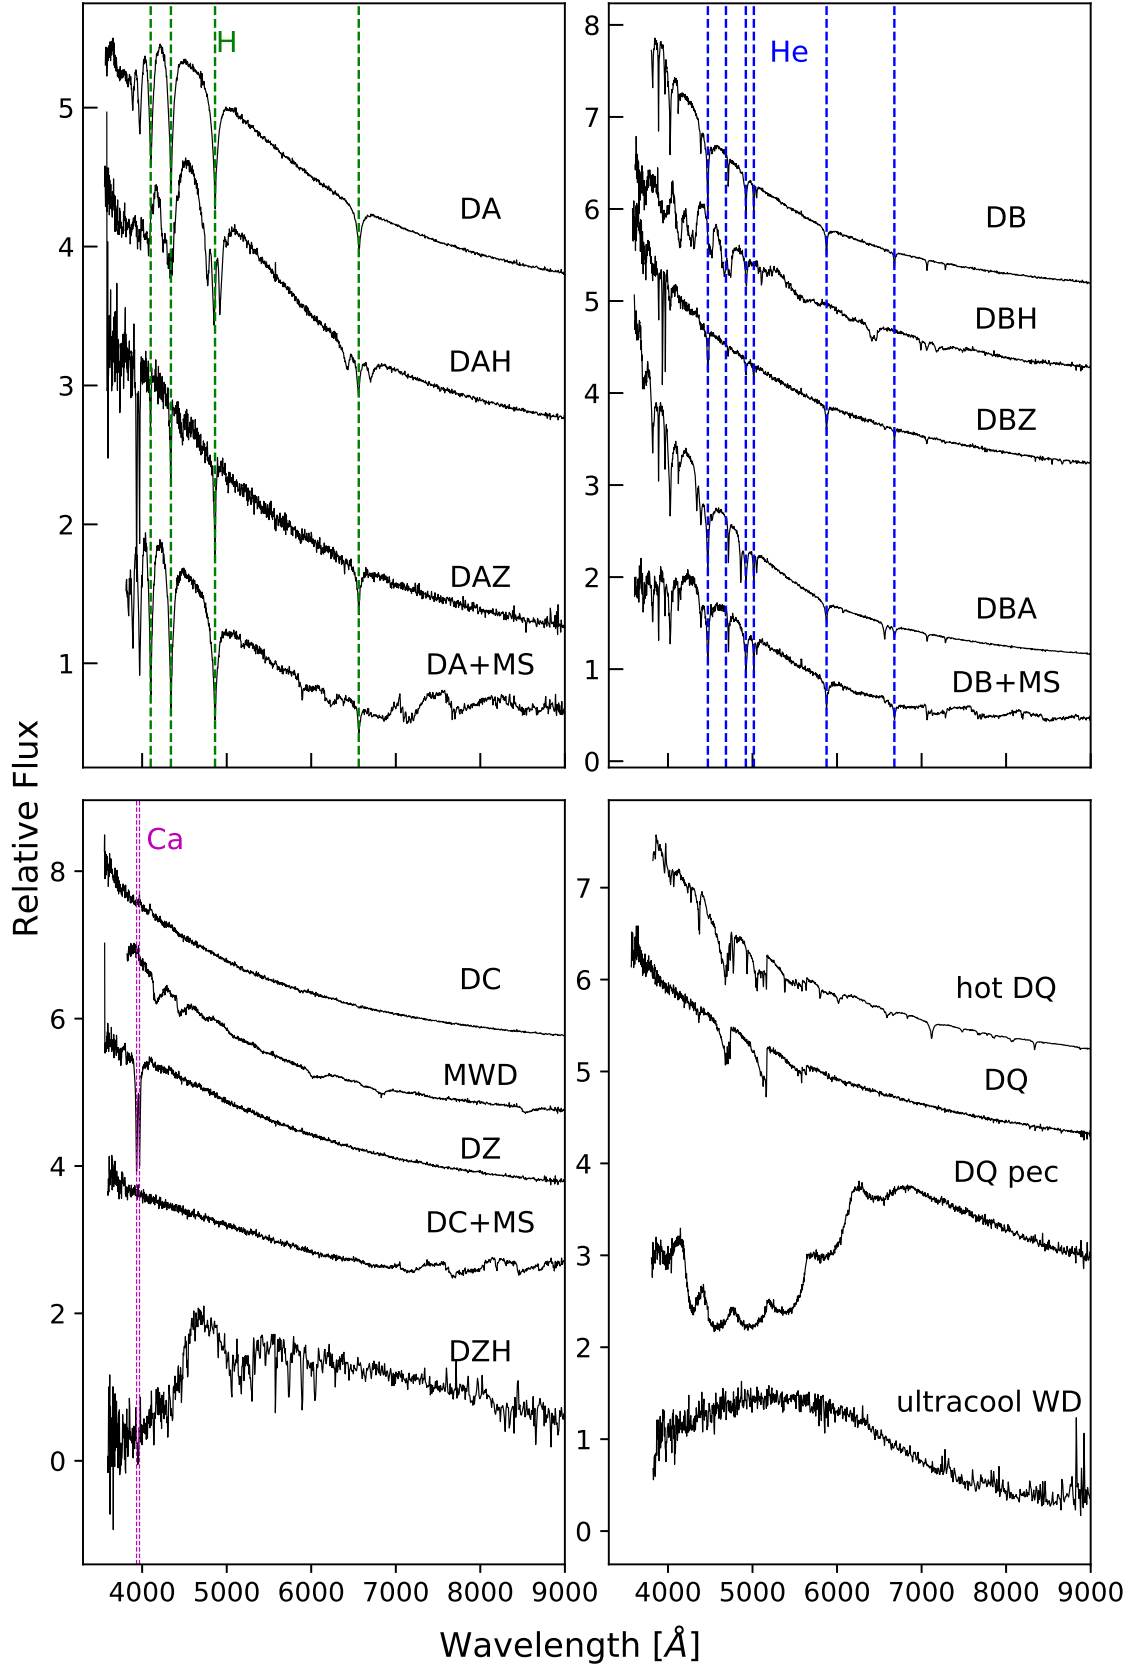 H
DA
DAH
DAZ
DA+MS
5
4
3
2
1
He
DB
DBH
DBZ
DBA
DB+MS
8
7
6
5
4
3
2
1
0
Relative Flux
Ca
DC
MWD
DZ
DC+MS
DZH
8
6
4
2
0
4000 5000 6000 7000 8000 9000
hot DQ
DQ
DQ pec
ultracool WD
7
6
5
4
3
2
1
0
4000 5000 6000 7000 8000 9000
Wavelength [Å]